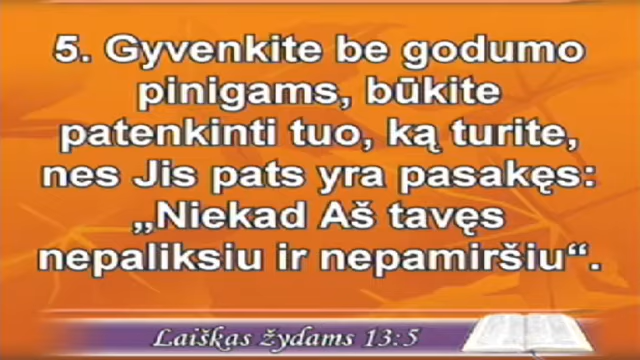 5. Gyvenkite be godumo
pinigams, būkite
patenkinti tuo, ką turite,
nes Jis pats yra pasakęs:
„Niekad Aš tavęs
nepaliksiu ir nepamiršiu“.
Laiškas žydams 13:5